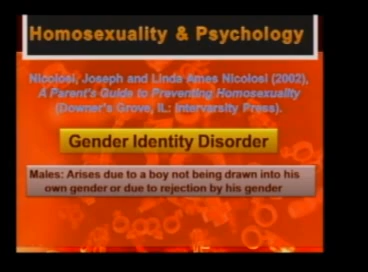 Homosexuality & Psychology
Nicolosi, Joseph and Linda Ames Nicolosi (2002),
A Parent's Guide to Preventing Homosexuality
(Downer's Grove, IL: Intervarsity Press).
Gender Identity Disorder
Males: Arises due to a boy not being drawn into his
own gender or due to rejection by his gender